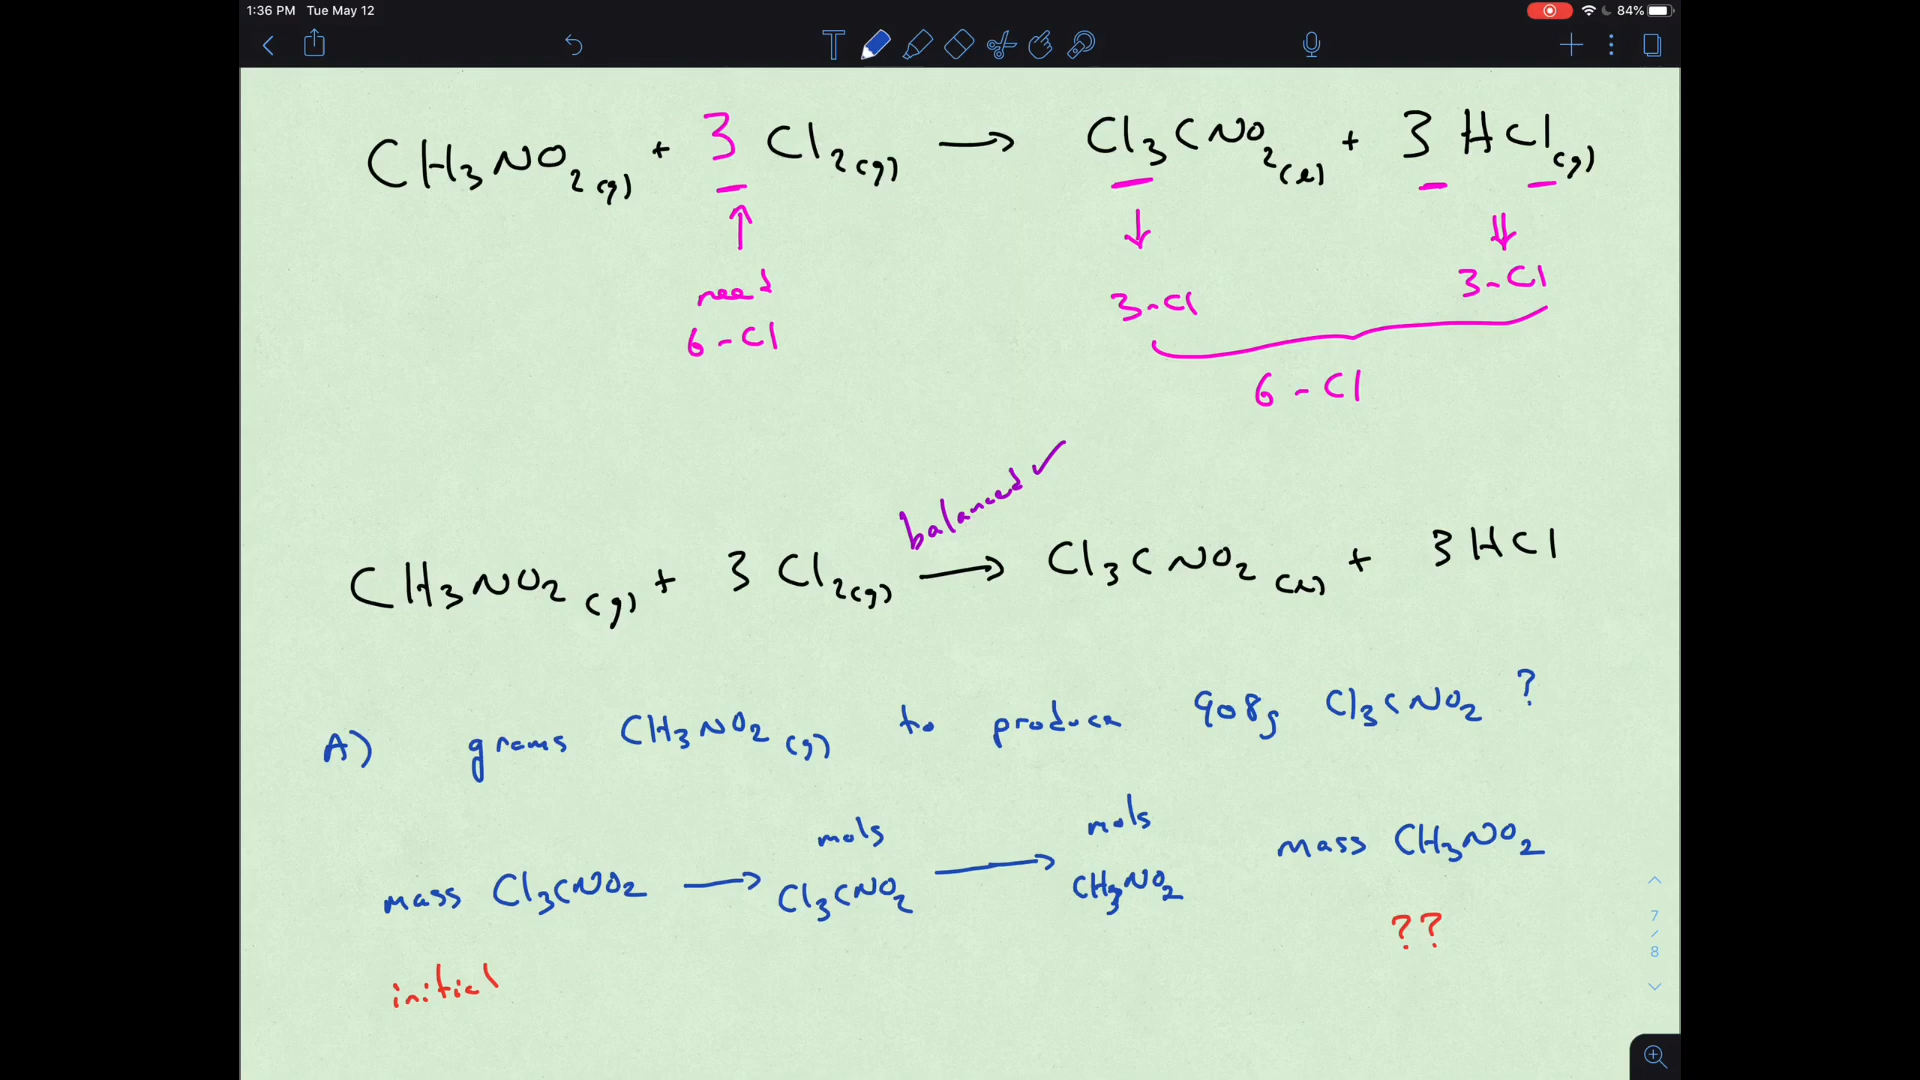 1:36 PM Tue May 12
84%
CH₃NO₂(g) + 3 Cl₂(g) → Cl₃CNO₂(l) + 3 HCl(g)
need
6-Cl
3-Cl
3-Cl
6-Cl
balanced ✓
CH₃NO₂(g) + 3 Cl₂(g) → Cl₃CNO₂(l) + 3 HCl
A) grams CH₃NO₂(g) to produce 908g Cl₃CNO₂ ?
mass Cl₃CNO₂ → mols Cl₃CNO₂ → mols CH₃NO₂ mass CH₃NO₂
initial
??
7
/
8